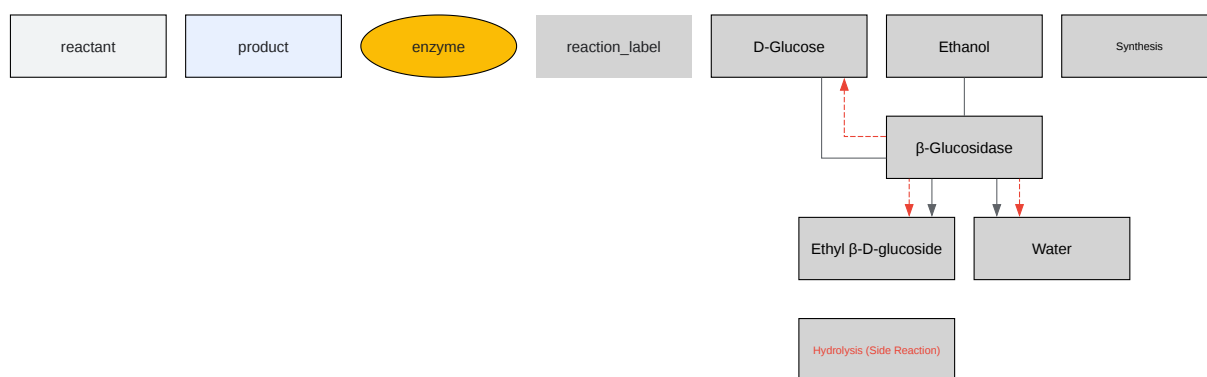 reactant
product
enzyme
reaction_label
D-Glucose
Ethanol
Synthesis
β-Glucosidase
Ethyl β-D-glucoside
Water
Hydrolysis (Side Reaction)